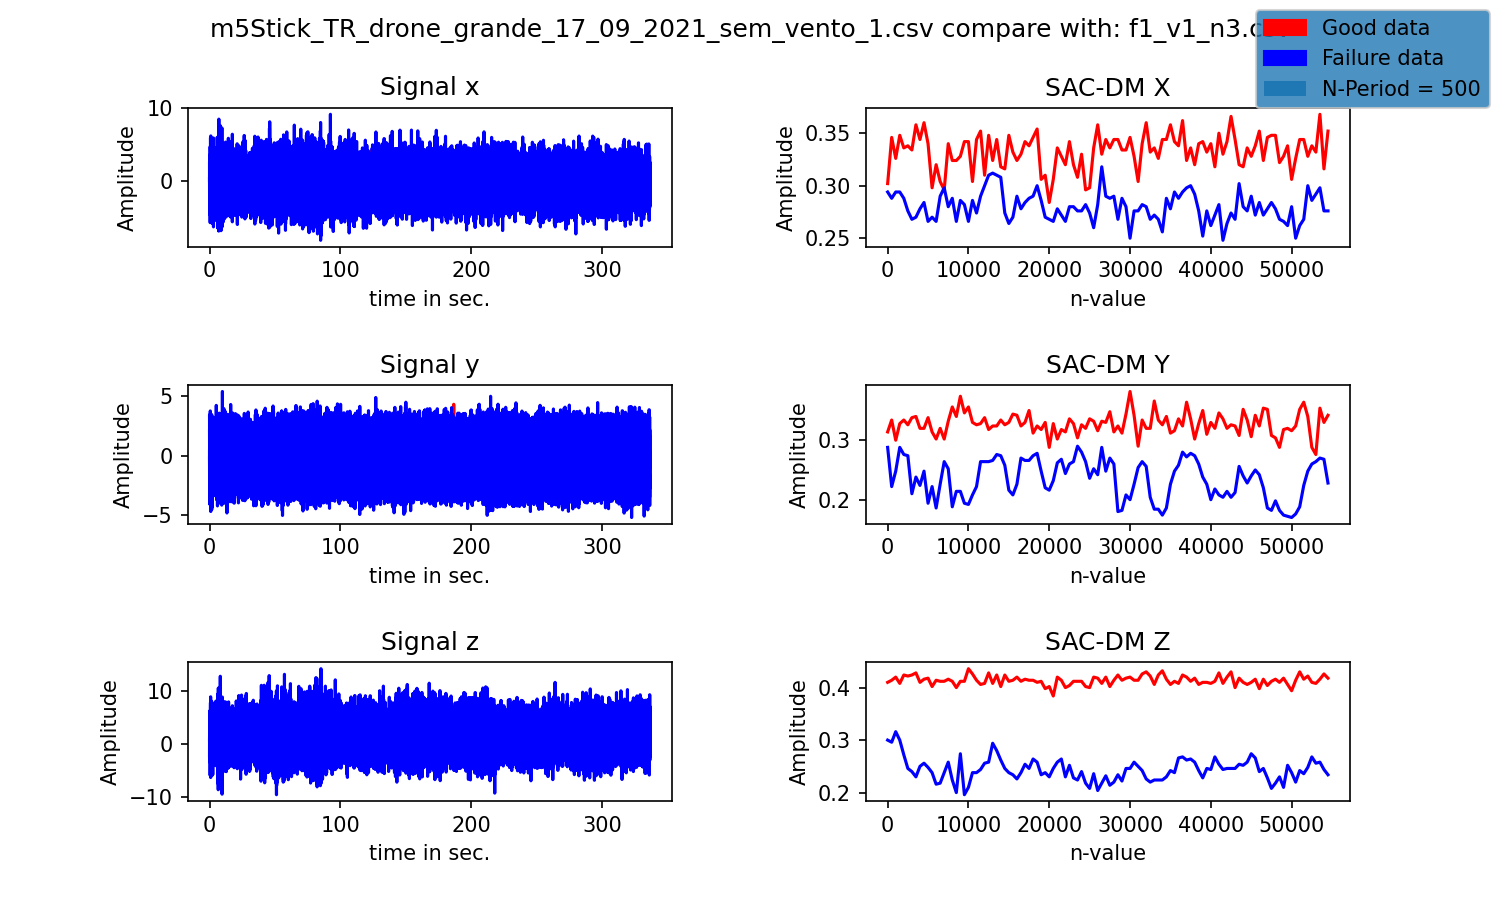 m5Stick_TR_drone_grande_17_09_2021_sem_vento_1.csv compare with: f1_v1_n3.csv
Good data
Failure data
N-Period = 500
Signal x
SAC-DM X
Amplitude
10
0
0 100 200 300
time in sec.
Amplitude
0.35
0.30
0.25
0 10000 20000 30000 40000 50000
n-value
Signal y
SAC-DM Y
Amplitude
5
0
−5
0 100 200 300
time in sec.
Amplitude
0.3
0.2
0 10000 20000 30000 40000 50000
n-value
Signal z
SAC-DM Z
Amplitude
10
0
−10
0 100 200 300
time in sec.
Amplitude
0.4
0.3
0.2
0 10000 20000 30000 40000 50000
n-value